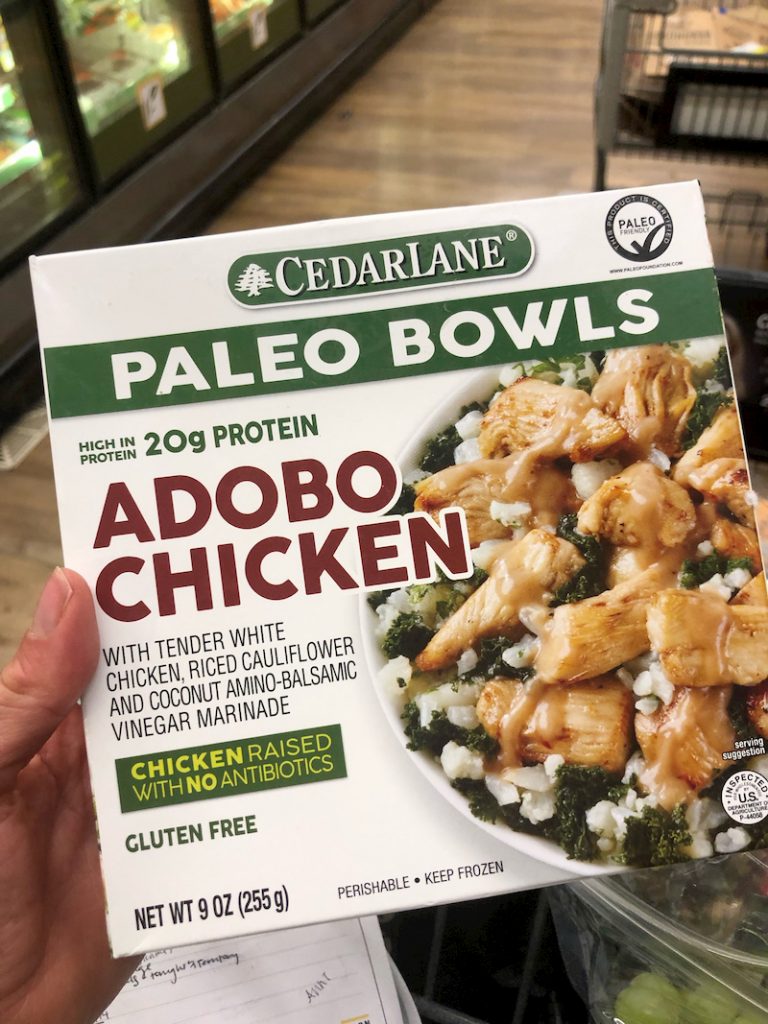 CEDARLANE®
THIS PRODUCT IS CERTIFIED
PALEO
FRIENDLY
WWW.PALEOFOUNDATION.COM
PALEO BOWLS
HIGH IN
PROTEIN
20g PROTEIN
ADOBO
CHICKEN
WITH TENDER WHITE
CHICKEN, RICED CAULIFLOWER
AND COCONUT AMINO-BALSAMIC
VINEGAR MARINADE
CHICKEN RAISED
WITH NO ANTIBIOTICS
GLUTEN FREE
serving
suggestion
INSPECTED
U.S.
DEPARTMENT OF
AGRICULTURE
P-44058
NET WT 9 OZ (255 g)
PERISHABLE • KEEP FROZEN